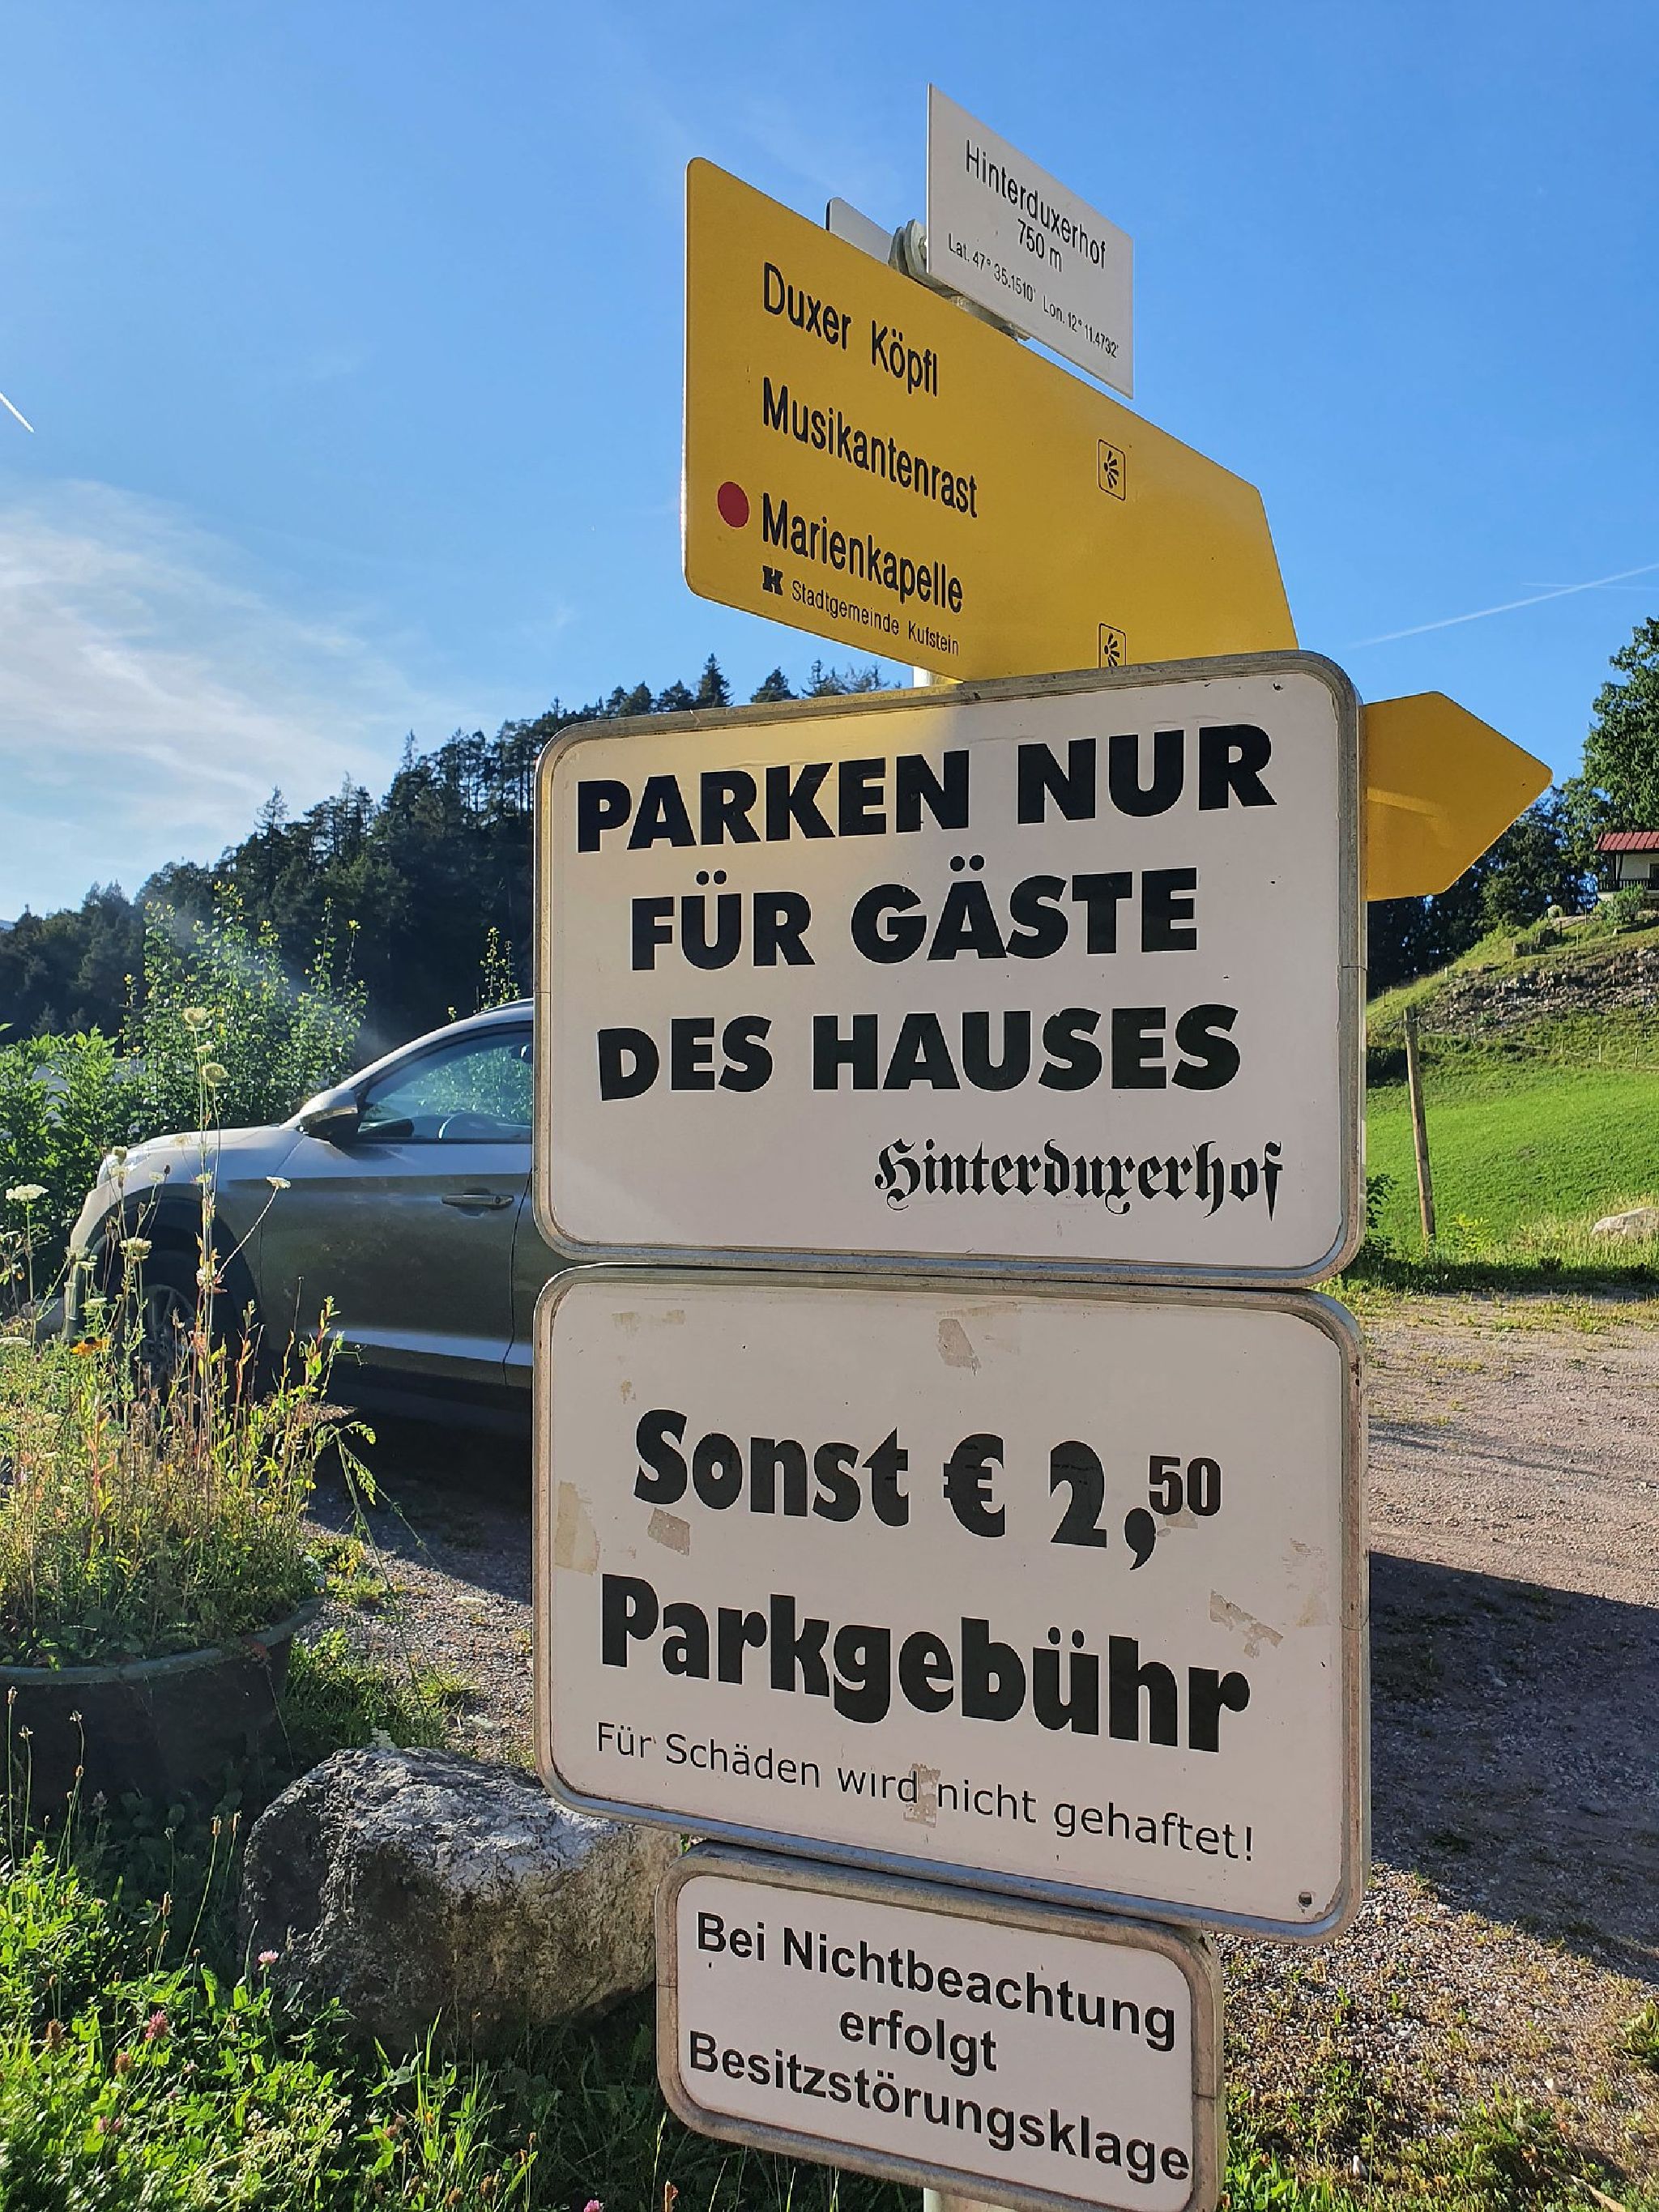 Hinterduxerhof
750 m
Lat. 47° 35.1510' Lon. 12° 11.4732'
Duxer Köpfl
Musikantenrast
Marienkapelle
K Stadtgemeinde Kufstein
PARKEN NUR
FÜR GÄSTE
DES HAUSES
Hinterduxerhof
Sonst € 2,50
Parkgebühr
Für Schäden wird nicht gehaftet!
Bei Nichtbeachtung
erfolgt
Besitzstörungsklage